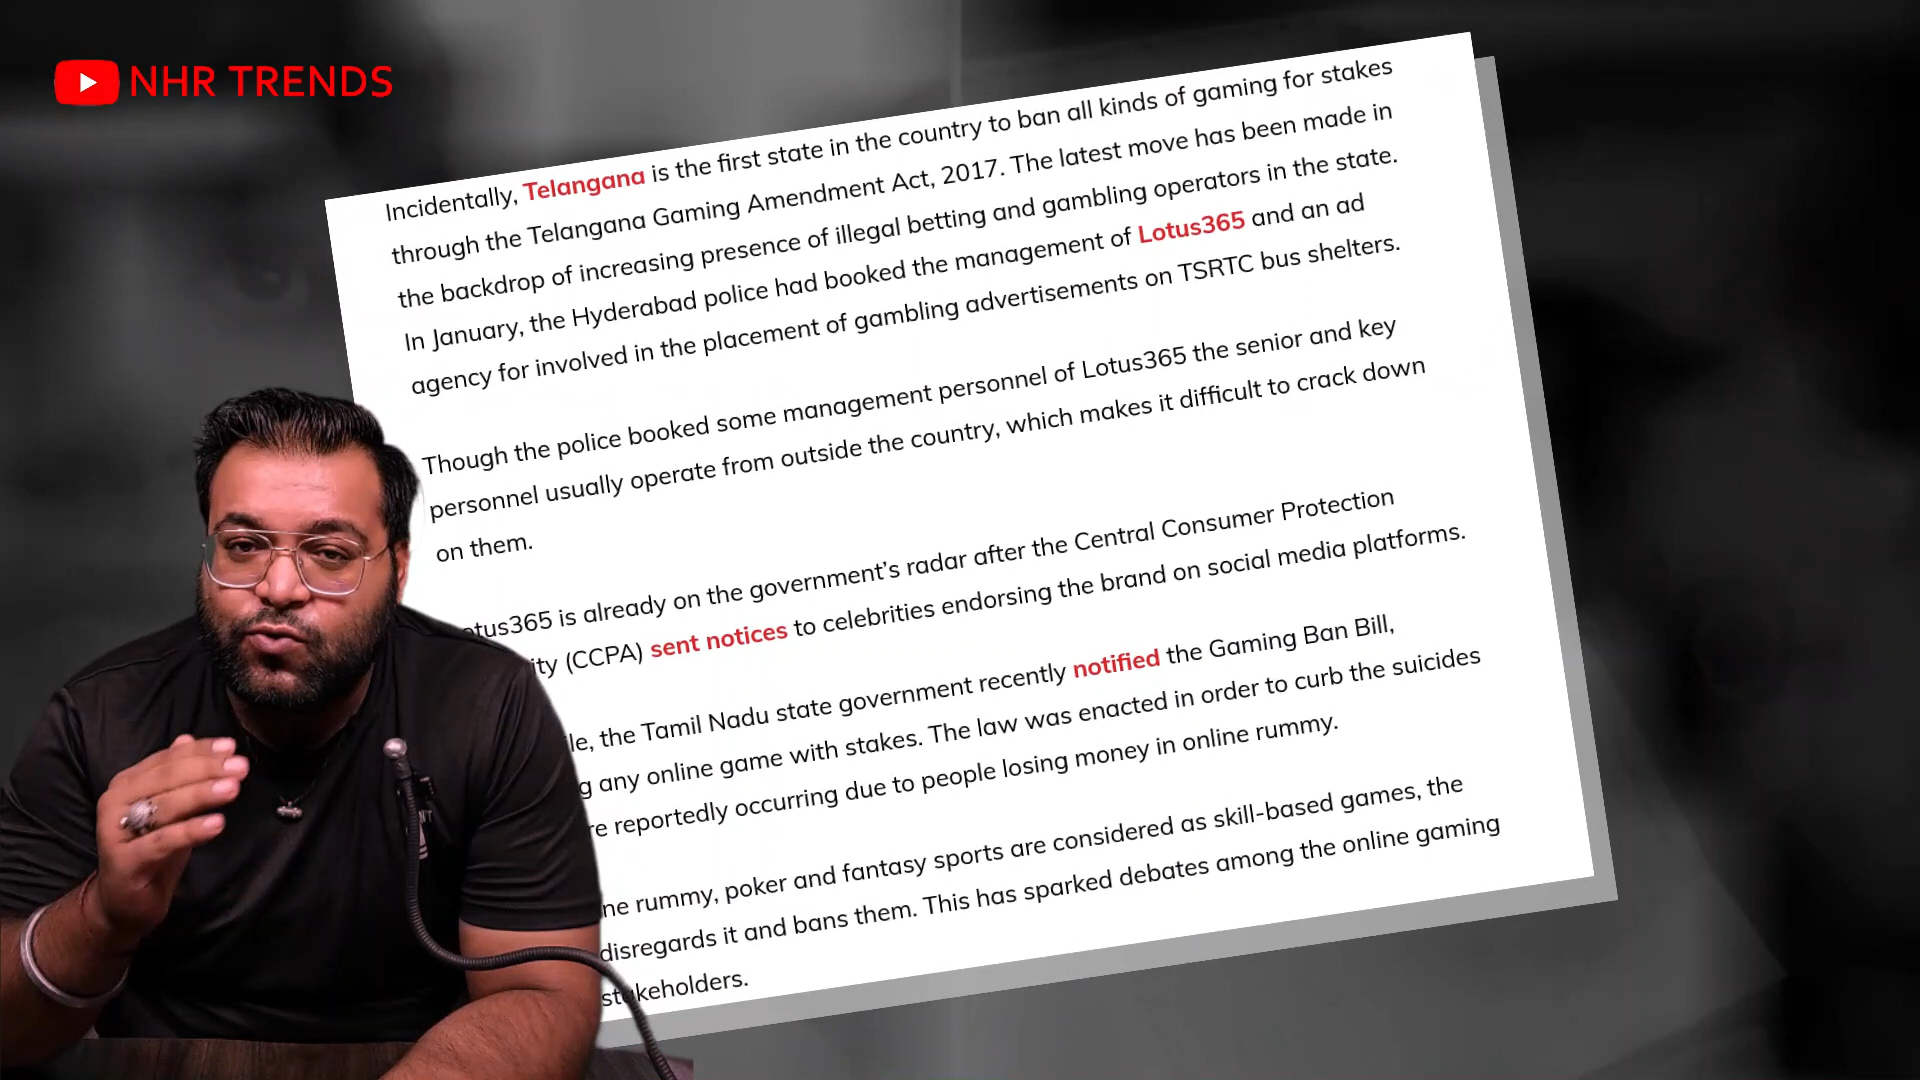 NHR TRENDS
Incidentally, Telangana is the first state in the country to ban all kinds of gaming for stakes
through the Telangana Gaming Amendment Act, 2017. The latest move has been made in
the backdrop of increasing presence of illegal betting and gambling operators in the state.
In January, the Hyderabad police had booked the management of Lotus365 and an ad
agency for involved in the placement of gambling advertisements on TSRTC bus shelters.
Though the police booked some management personnel of Lotus365 the senior and key
personnel usually operate from outside the country, which makes it difficult to crack down
on them.
otus365 is already on the government's radar after the Central Consumer Protection
ity (CCPA) sent notices to celebrities endorsing the brand on social media platforms.
le, the Tamil Nadu state government recently notified the Gaming Ban Bill,
g any online game with stakes. The law was enacted in order to curb the suicides
re reportedly occurring due to people losing money in online rummy.
ne rummy, poker and fantasy sports are considered as skill-based games, the
disregards it and bans them. This has sparked debates among the online gaming
stakeholders.